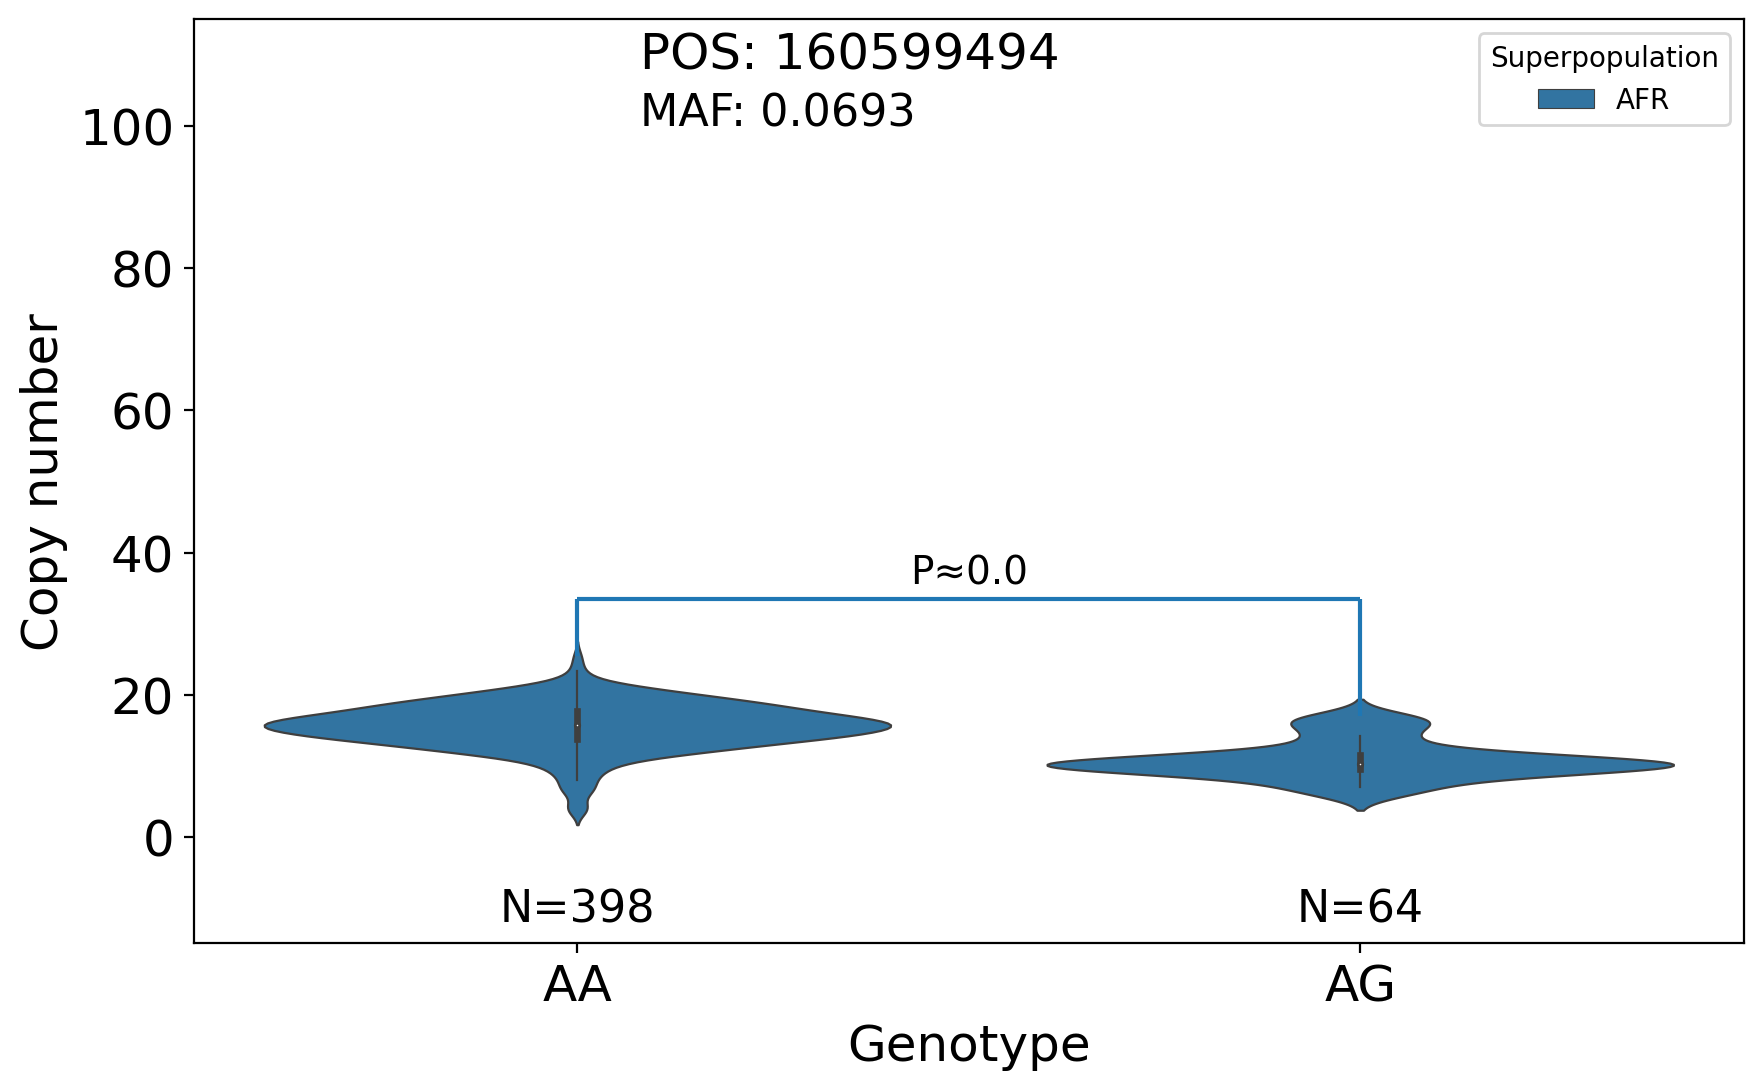 POS: 160599494
MAF: 0.0693
Superpopulation
AFR
Copy number
100
80
60
40
20
0
P≈0.0
N=398
N=64
AA
AG
Genotype